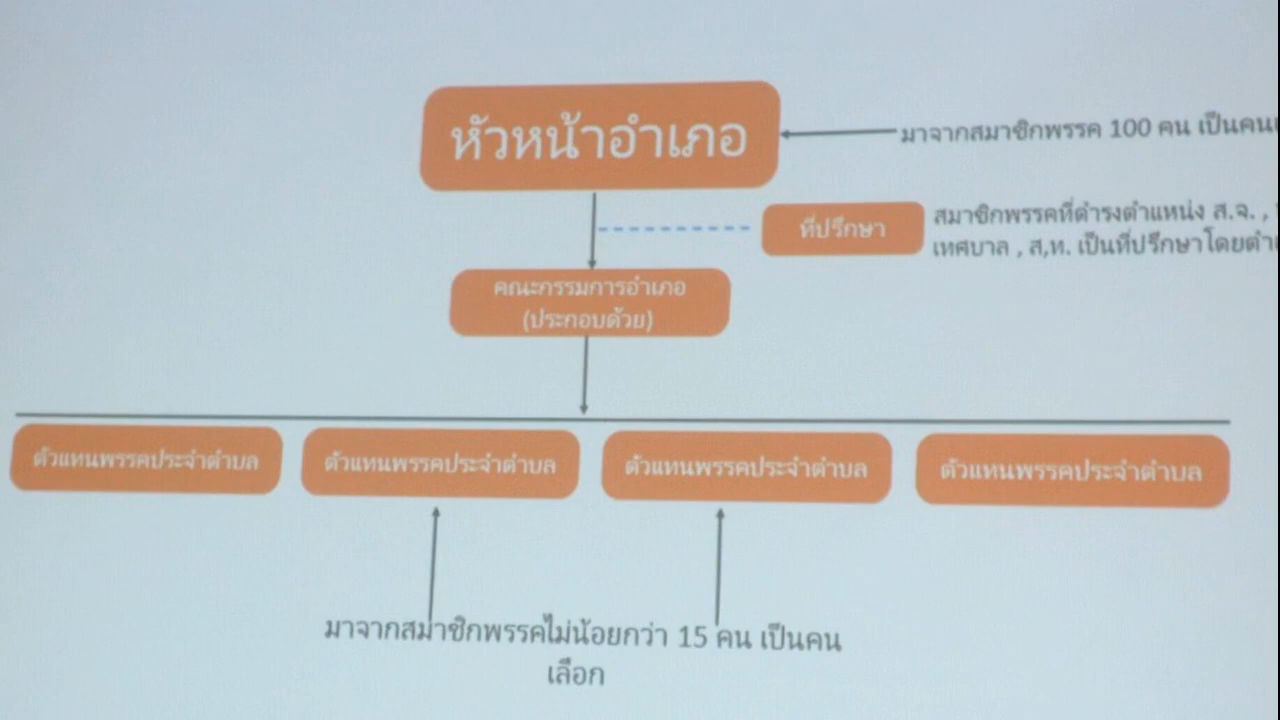 หัวหน้าอำเภอ
มาจากสมาชิกพรรค 100 คน เป็นคน
ที่ปรึกษา
สมาชิกพรรคที่ดำรงตำแหน่ง ส.จ. ,
เทศบาล , ส,ท. เป็นที่ปรึกษาโดยตำ
คณะกรรมการอำเภอ
(ประกอบด้วย)
ตัวแทนพรรคประจำตำบล
ตัวแทนพรรคประจำตำบล
ตัวแทนพรรคประจำตำบล
ตัวแทนพรรคประจำตำบล
มาจากสมาชิกพรรคไม่น้อยกว่า 15 คน เป็นคน
เลือก